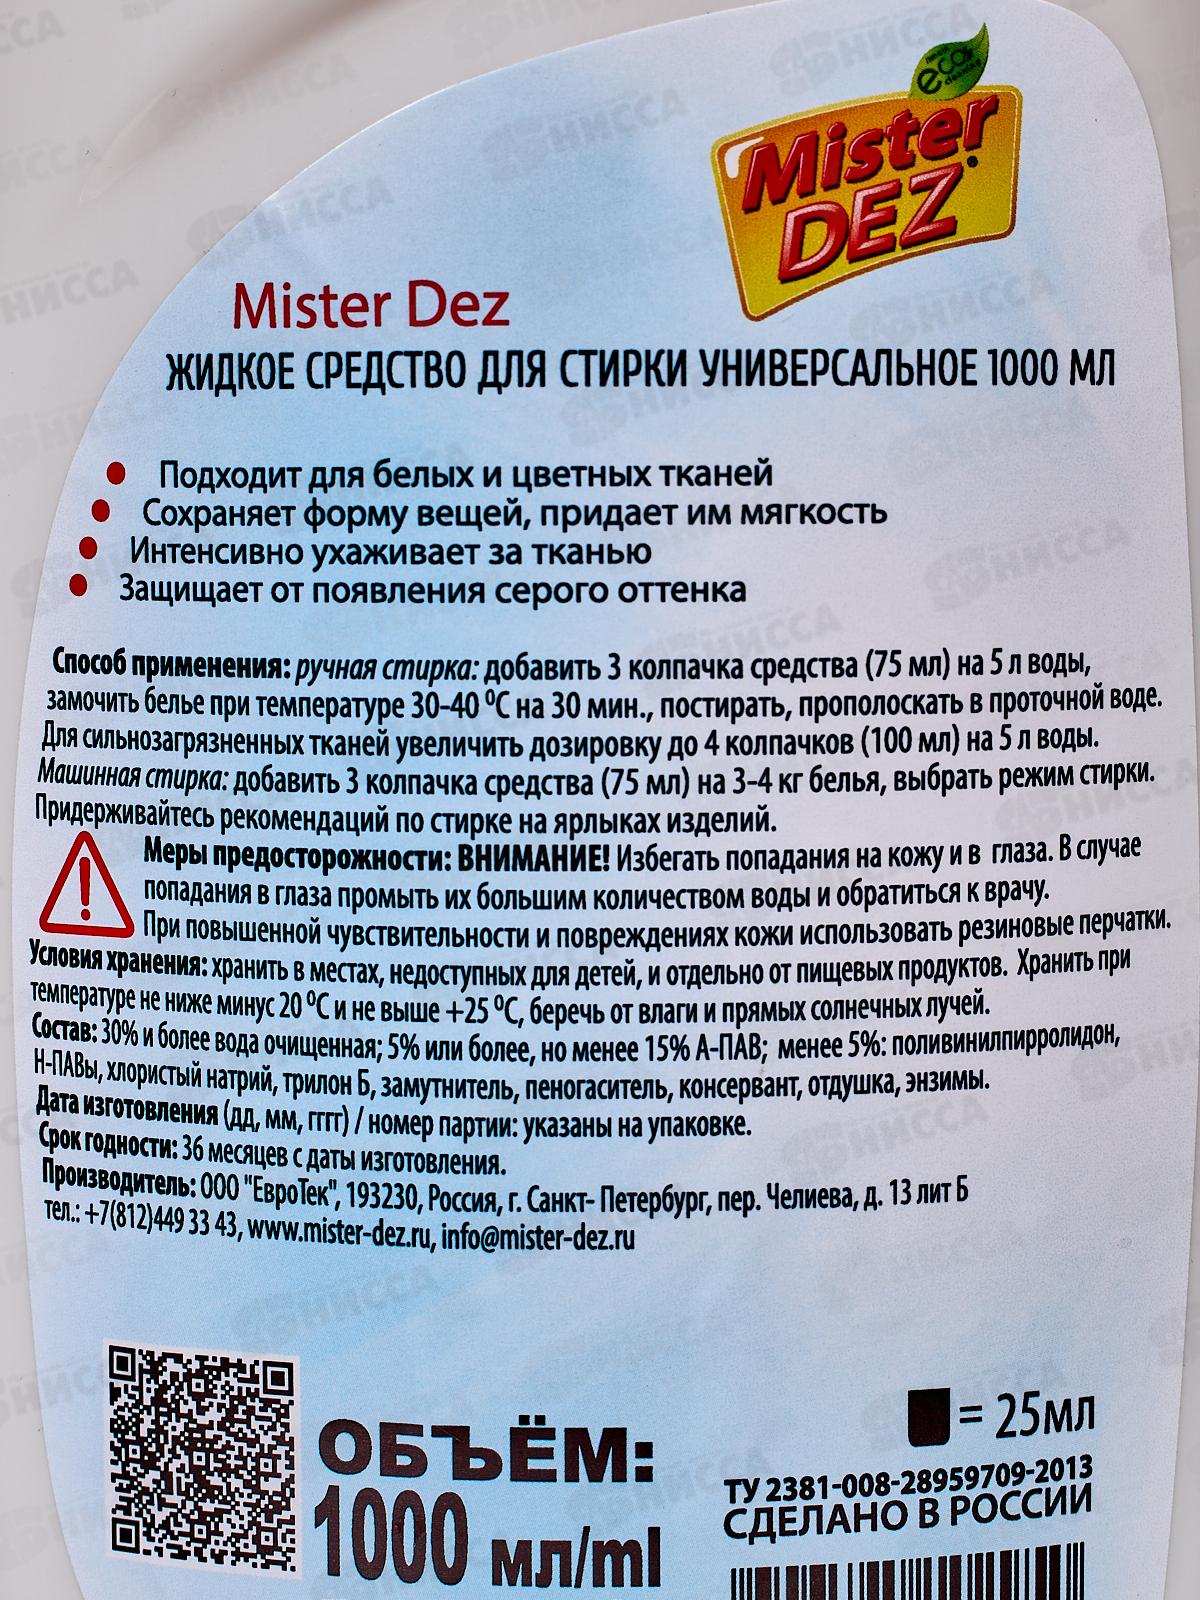 eco
cleaning
Mister
DEZ
Mister Dez
ЖИДКОЕ СРЕДСТВО ДЛЯ СТИРКИ УНИВЕРСАЛЬНОЕ 1000 МЛ
Подходит для белых и цветных тканей
Сохраняет форму вещей, придает им мягкость
Интенсивно ухаживает за тканью
Защищает от появления серого оттенка
Способ применения: ручная стирка: добавить 3 колпачка средства (75 мл) на 5 л воды,
замочить белье при температуре 30-40 ⁰С на 30 мин., постирать, прополоскать в проточной воде.
Для сильнозагрязненных тканей увеличить дозировку до 4 колпачков (100 мл) на 5 л воды.
Машинная стирка: добавить 3 колпачка средства (75 мл) на 3-4 кг белья, выбрать режим стирки.
Придерживайтесь рекомендаций по стирке на ярлыках изделий.
Меры предосторожности: ВНИМАНИЕ! Избегать попадания на кожу и в глаза. В случае
попадания в глаза промыть их большим количеством воды и обратиться к врачу.
При повышенной чувствительности и повреждениях кожи использовать резиновые перчатки.
Условия хранения: хранить в местах, недоступных для детей, и отдельно от пищевых продуктов. Хранить при
температуре не ниже минус 20 ⁰С и не выше +25 ⁰С, беречь от влаги и прямых солнечных лучей.
Состав: 30% и более вода очищенная; 5% или более, но менее 15% А-ПАВ; менее 5%: поливинилпирролидон,
Н-ПАВы, хлористый натрий, трилон Б, замутнитель, пеногаситель, консервант, отдушка, энзимы.
Дата изготовления (дд, мм, гггг) / номер партии: указаны на упаковке.
Срок годности: 36 месяцев с даты изготовления.
Производитель: ООО "ЕвроТек", 193230, Россия, г. Санкт- Петербург, пер. Челиева, д. 13 лит Б
тел.: +7(812)449 33 43, www.mister-dez.ru, info@mister-dez.ru
= 25мл
ОБЪЁМ:
1000 мл/ml
ТУ 2381-008-28959709-2013
СДЕЛАНО В РОССИИ
НИССА